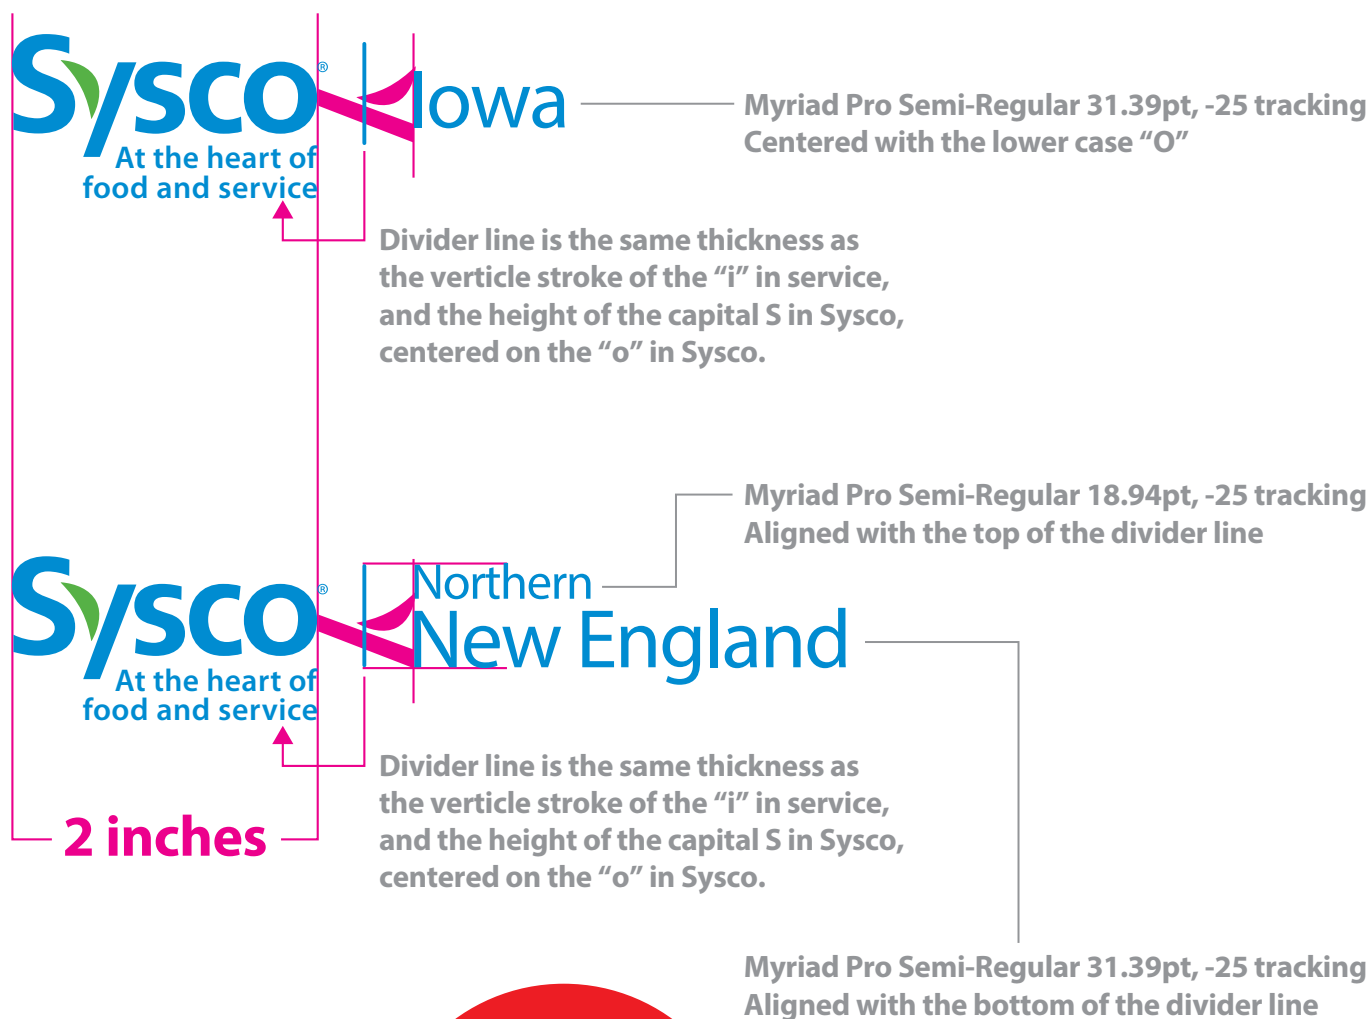 Sysco®
At the heart of
food and service
Iowa
Myriad Pro Semi-Regular 31.39pt, -25 tracking
Centered with the lower case “O”
Divider line is the same thickness as
the verticle stroke of the “i” in service,
and the height of the capital S in Sysco,
centered on the “o” in Sysco.
Myriad Pro Semi-Regular 18.94pt, -25 tracking
Aligned with the top of the divider line
Sysco®
At the heart of
food and service
Northern
New England
Divider line is the same thickness as
the verticle stroke of the “i” in service,
and the height of the capital S in Sysco,
centered on the “o” in Sysco.
2 inches
Myriad Pro Semi-Regular 31.39pt, -25 tracking
Aligned with the bottom of the divider line